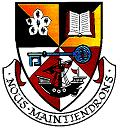 · NOUS · MAINTIENDRONS ·